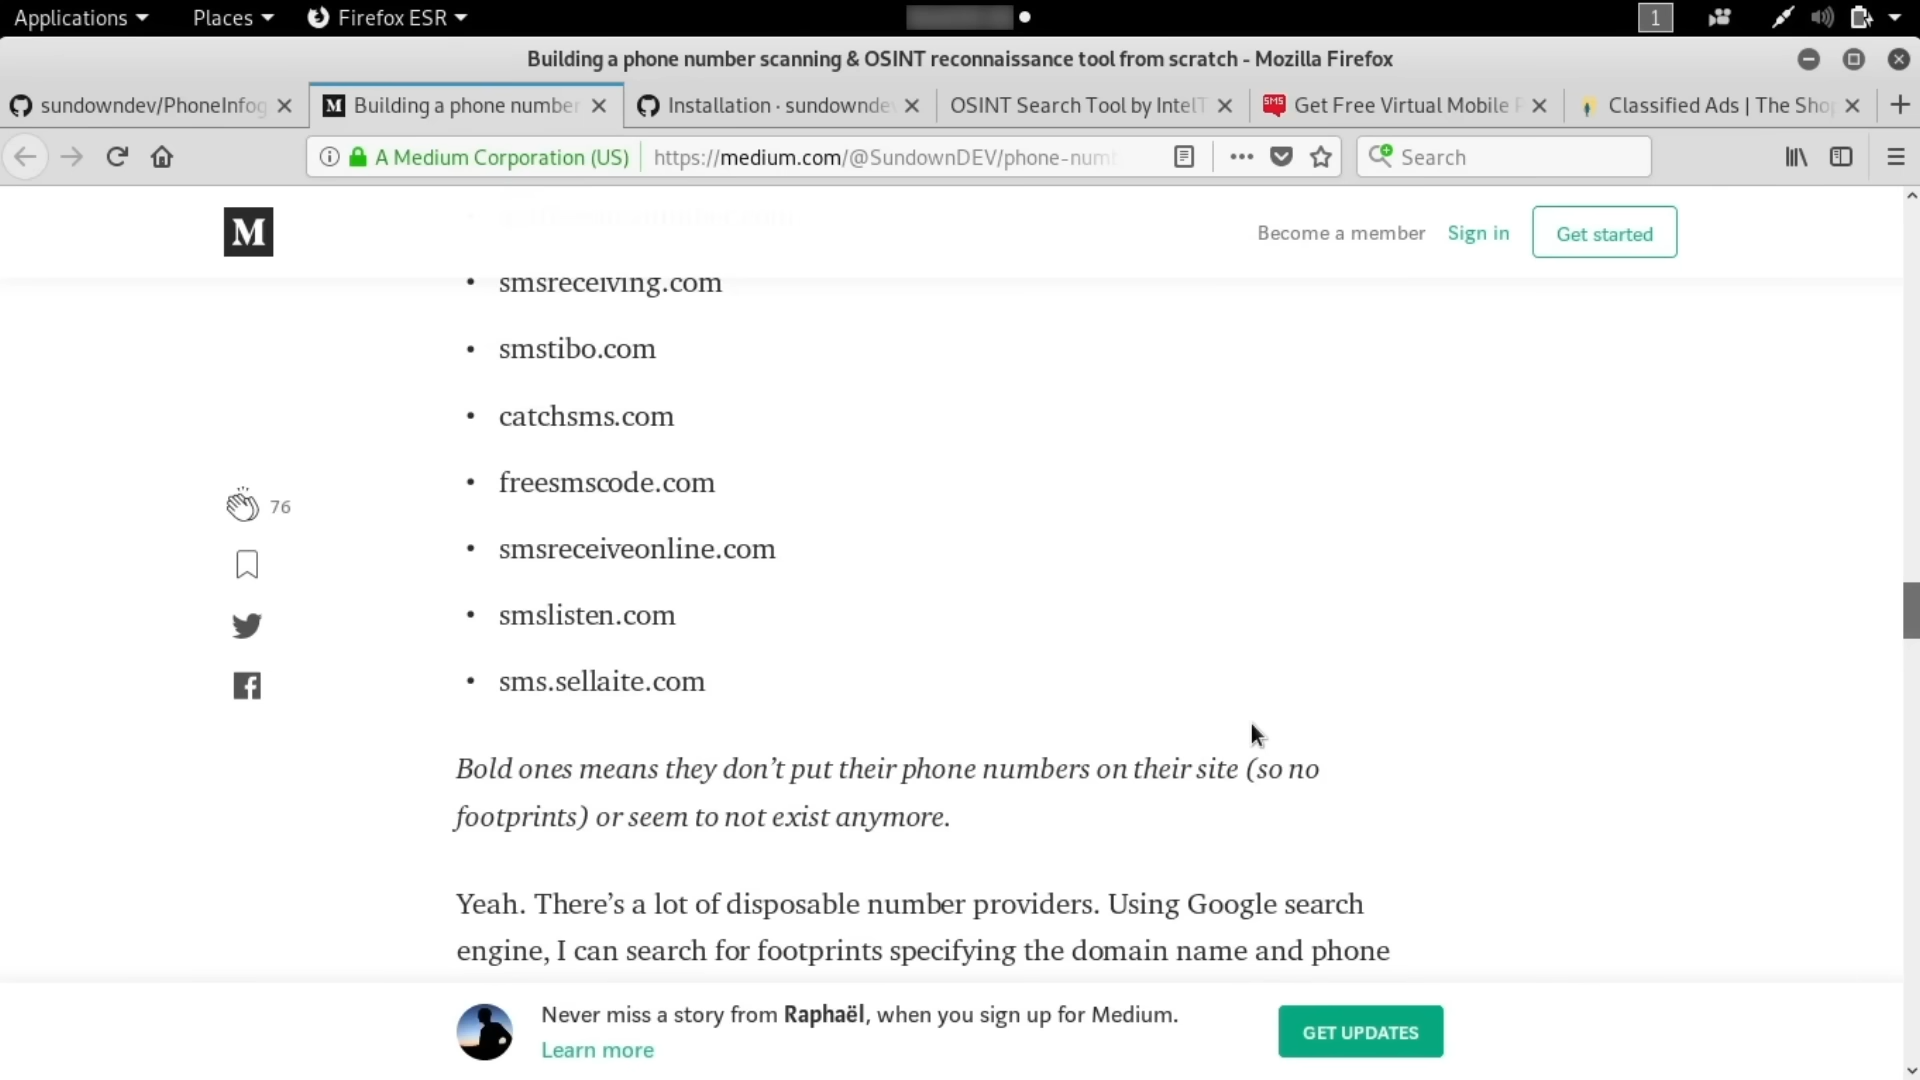 Applications Places Firefox ESR 1
Building a phone number scanning & OSINT reconnaissance tool from scratch - Mozilla Firefox
sundowndev/PhoneInfog M Building a phone number Installation · sundownde OSINT Search Tool by IntelT SMS Get Free Virtual Mobile Classified Ads | The Sho
A Medium Corporation (US) https://medium.com/@SundownDEV/phone-num Search
M Become a member Sign in Get started
• smsreceiving.com
• smstibo.com
• catchsms.com
• freesmscode.com
76
• smsreceiveonline.com
• smslisten.com
• sms.sellaite.com
Bold ones means they don’t put their phone numbers on their site (so no
footprints) or seem to not exist anymore.
Yeah. There’s a lot of disposable number providers. Using Google search
engine, I can search for footprints specifying the domain name and phone
Never miss a story from Raphaël, when you sign up for Medium.
Learn more
GET UPDATES